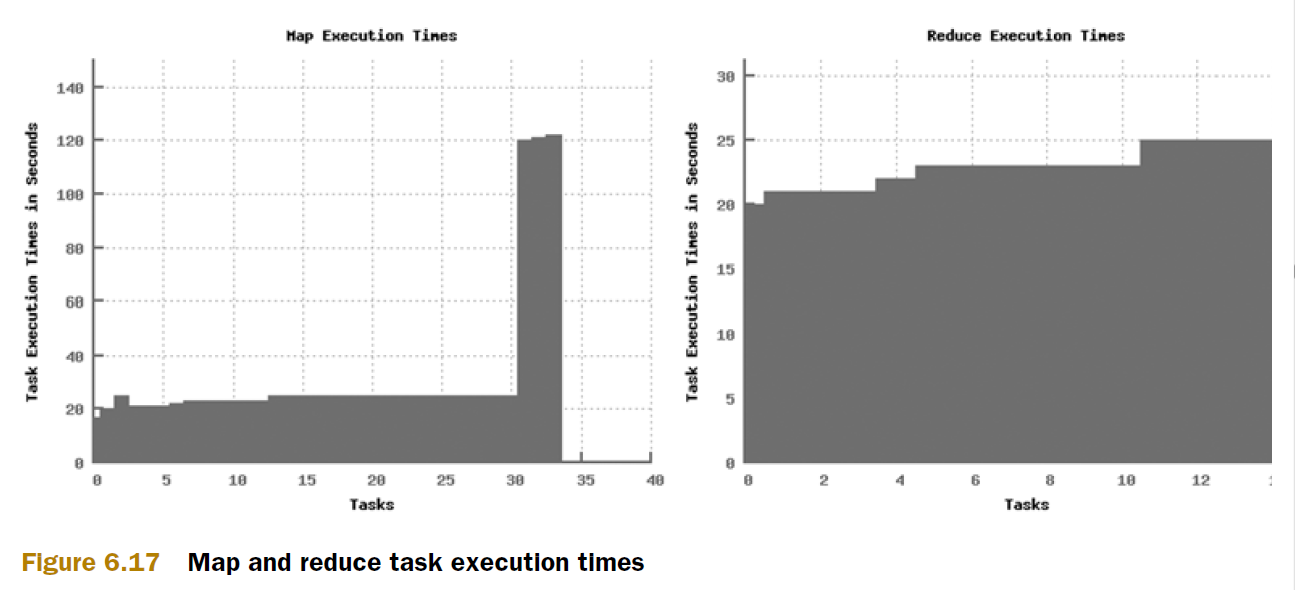 Map Execution Times
Task Execution Times in Seconds
140
120
100
80
60
40
20
0
0 5 10 15 20 25 30 35 40
Tasks
Reduce Execution Times
Task Execution Times in Seconds
30
25
20
15
10
5
0
0 2 4 6 8 10 12
Tasks
Figure 6.17 Map and reduce task execution times